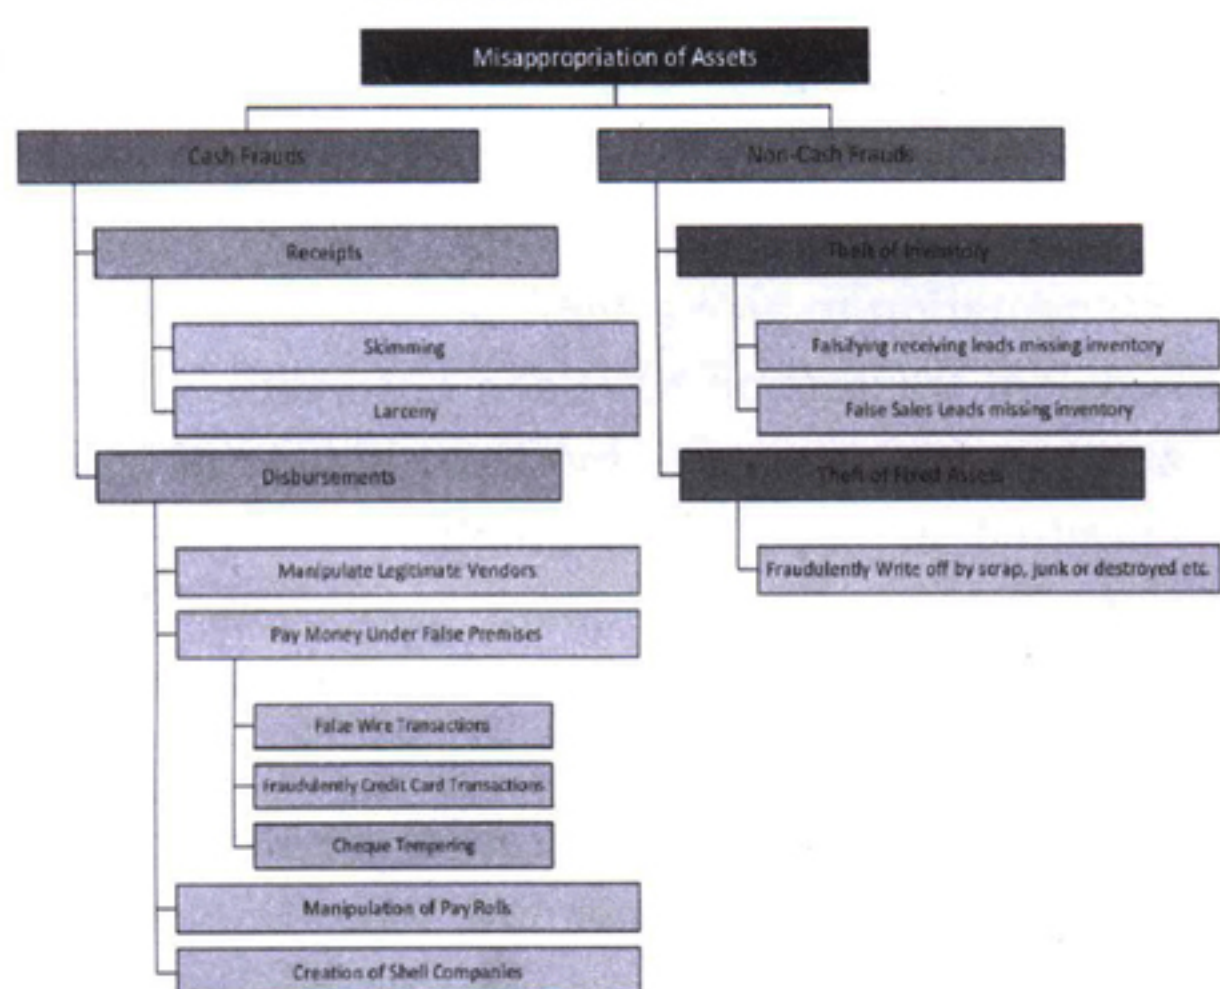 Misappropriation of Assets
Cash Frauds
Receipts
Skimming
Larceny
Disbursements
Manipulate Legitimate Vendors
Pay Money Under False Premises
False Wire Transactions
Fraudulently Credit Card Transactions
Cheque Tempering
Manipulation of Pay Rolls
Creation of Shell Companies
Non-Cash Frauds
Theft of Inventory
Falsifying receiving leads missing inventory
False Sales Leads missing inventory
Theft of Fixed Assets
Fraudulently Write off by scrap, junk or destroyed etc.